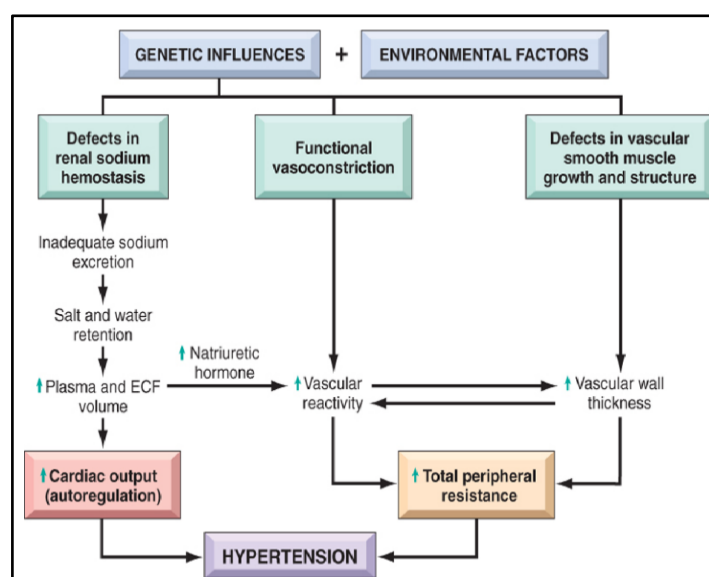 GENETIC INFLUENCES + ENVIRONMENTAL FACTORS
Defects in
renal sodium
hemostasis
Functional
vasoconstriction
Defects in vascular
smooth muscle
growth and structure
Inadequate sodium
excretion
Salt and water
retention
↑ Plasma and ECF
volume
↑ Natriuretic
hormone
↑ Vascular
reactivity
↑ Vascular wall
thickness
↑ Cardiac output
(autoregulation)
↑ Total peripheral
resistance
HYPERTENSION